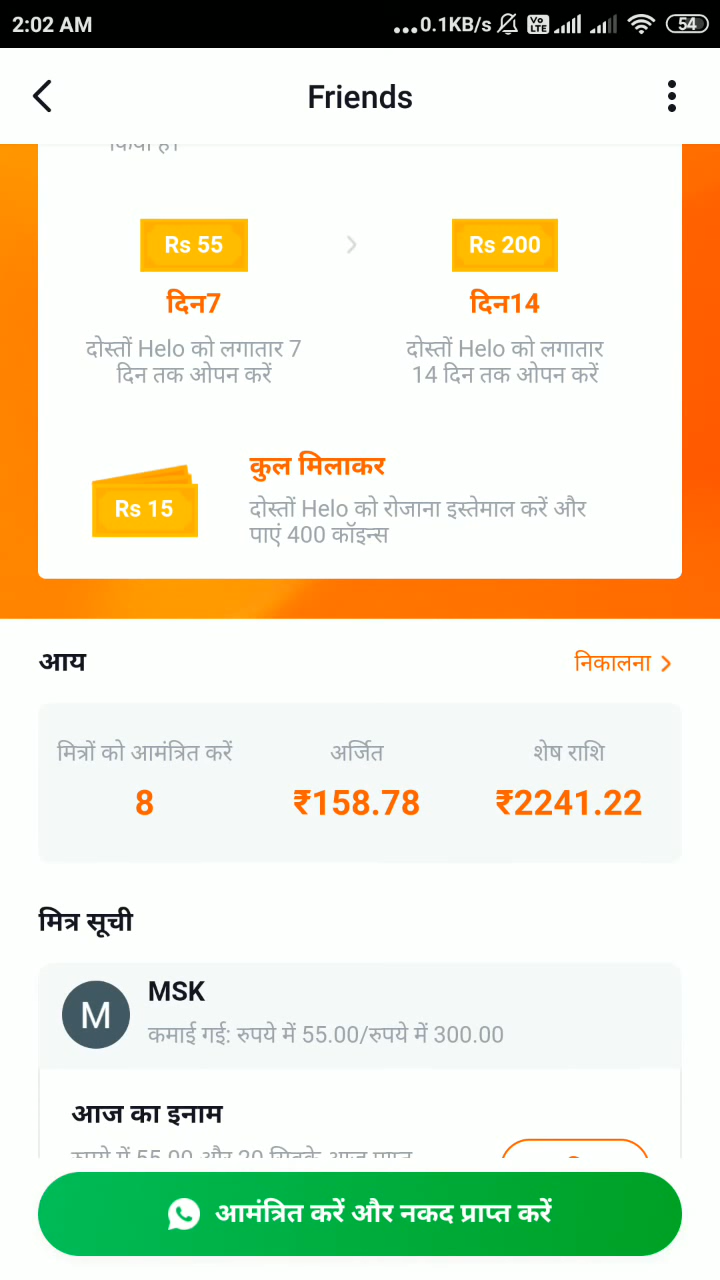 2:02 AM
...0.1KB/s
Vo LTE
54
Friends
Rs 55
Rs 200
दिन7
दिन14
दोस्तों Helo को लगातार 7
दिन तक ओपन करें
दोस्तों Helo को लगातार
14 दिन तक ओपन करें
Rs 15
कुल मिलाकर
दोस्तों Helo को रोजाना इस्तेमाल करें और
पाएं 400 कॉइन्स
आय
निकालना
मित्रों को आमंत्रित करें
अर्जित
शेष राशि
8
₹158.78
₹2241.22
मित्र सूची
M
MSK
कमाई गई: रुपये में 55.00/रुपये में 300.00
आज का इनाम
आमंत्रित करें और नकद प्राप्त करें